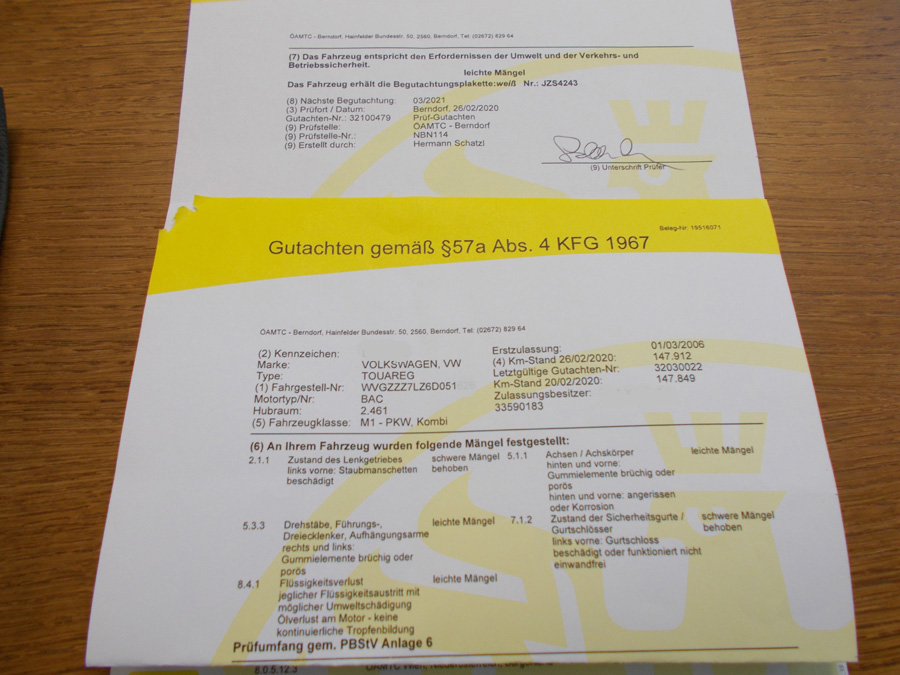 ÖAMTC - Berndorf, Hainfelder Bundesstr. 50, 2560, Berndorf, Tel: (02672) 829 64
(7) Das Fahrzeug entspricht den Erfordernissen der Umwelt und der Verkehrs- und
Betriebssicherheit.
leichte Mängel
Das Fahrzeug erhält die Begutachtungsplakette:weiß Nr.: JZS4243
(8) Nächste Begutachtung: 03/2021
(3) Prüfort / Datum: Berndorf, 26/02/2020
Gutachten-Nr.: 32100479 Prüf-Gutachten
(9) Prüfstelle: ÖAMTC - Berndorf
(9) Prüfstelle-Nr.: NBN114
(9) Erstellt durch: Hermann Schatzl
(9) Unterschrift Prüfer
Beleg-Nr: 19516071
Gutachten gemäß §57a Abs. 4 KFG 1967
ÖAMTC - Berndorf, Hainfelder Bundesstr. 50, 2560, Berndorf, Tel: (02672) 829 64
(2) Kennzeichen:
Marke: VOLKSWAGEN, VW
Type: TOUAREG
(1) Fahrgestell-Nr: WVGZZZ7LZ6D051
Motortyp/Nr: BAC
Hubraum: 2.461
(5) Fahrzeugklasse: M1 - PKW, Kombi
Erstzulassung: 01/03/2006
(4) Km-Stand 26/02/2020: 147.912
Letztgültige Gutachten-Nr: 32030022
Km-Stand 20/02/2020: 147.849
Zulassungsbesitzer:
33590183
(6) An Ihrem Fahrzeug wurden folgende Mängel festgestellt:
2.1.1 Zustand des Lenkgetriebes schwere Mängel
links vorne: Staubmanschetten behoben
beschädigt
5.3.3 Drehstäbe, Führungs-, leichte Mängel
Dreiecklenker, Aufhängungsarme
rechts und links:
Gummielemente brüchig oder
porös
8.4.1 Flüssigkeitsverlust leichte Mängel
jeglicher Flüssigkeitsaustritt mit
möglicher Umweltschädigung
Ölverlust am Motor - keine
kontinuierliche Tropfenbildung
5.1.1 Achsen / Achskörper leichte Mängel
hinten und vorne:
Gummielemente brüchig oder
porös
hinten und vorne: angerissen
oder Korrosion
7.1.2 Zustand der Sicherheitsgurte / schwere Mängel
Gurtschlösser behoben
links vorne: Gurtschloss
beschädigt oder funktioniert nicht
einwandfrei
Prüfumfang gem. PBStV Anlage 6